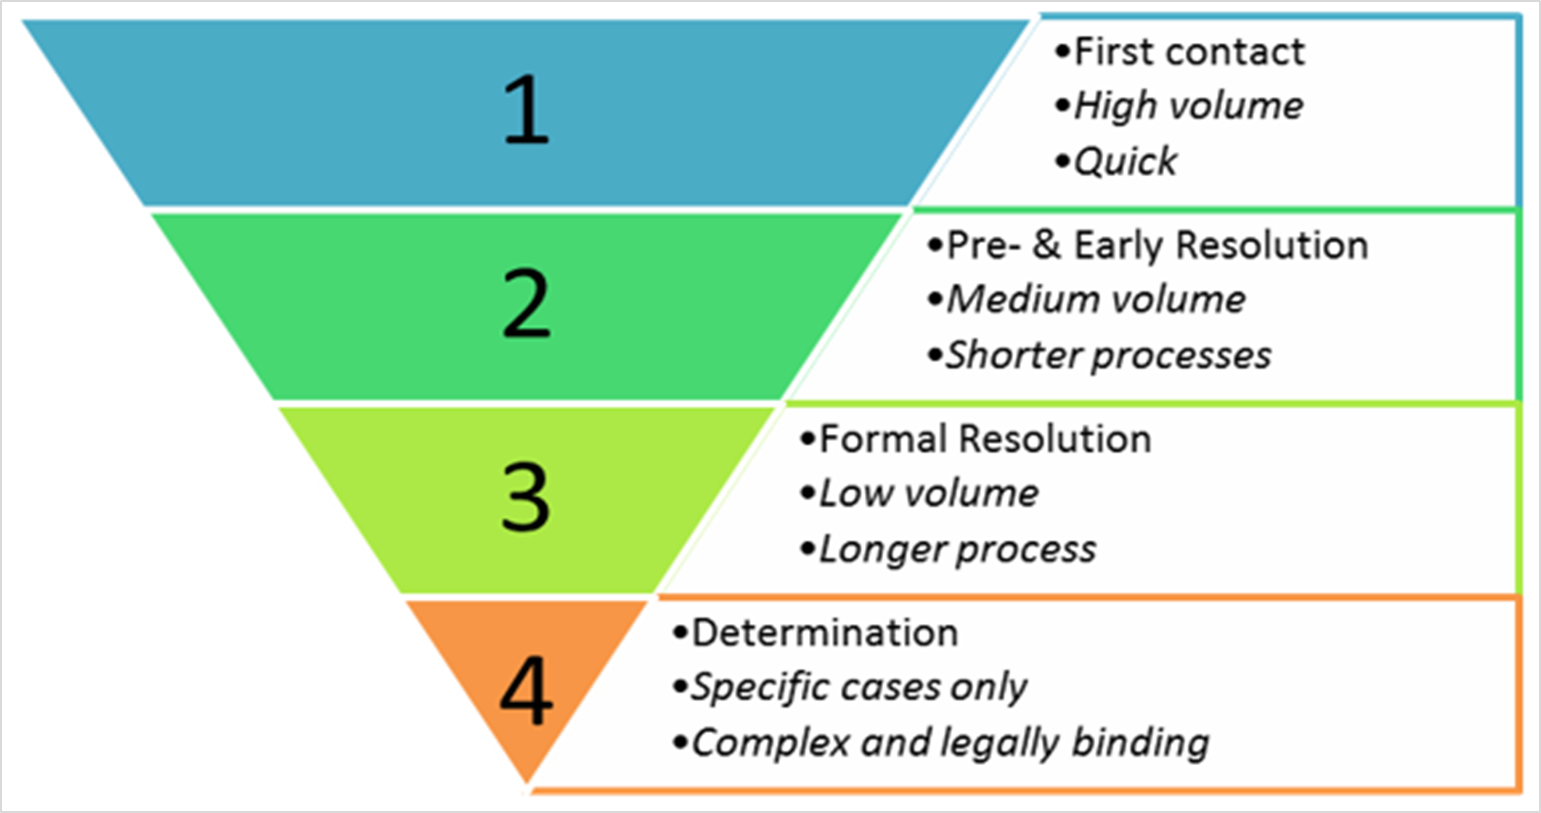 1
•First contact
•High volume
•Quick
2
•Pre- & Early Resolution
•Medium volume
•Shorter processes
3
•Formal Resolution
•Low volume
•Longer process
4
•Determination
•Specific cases only
•Complex and legally binding